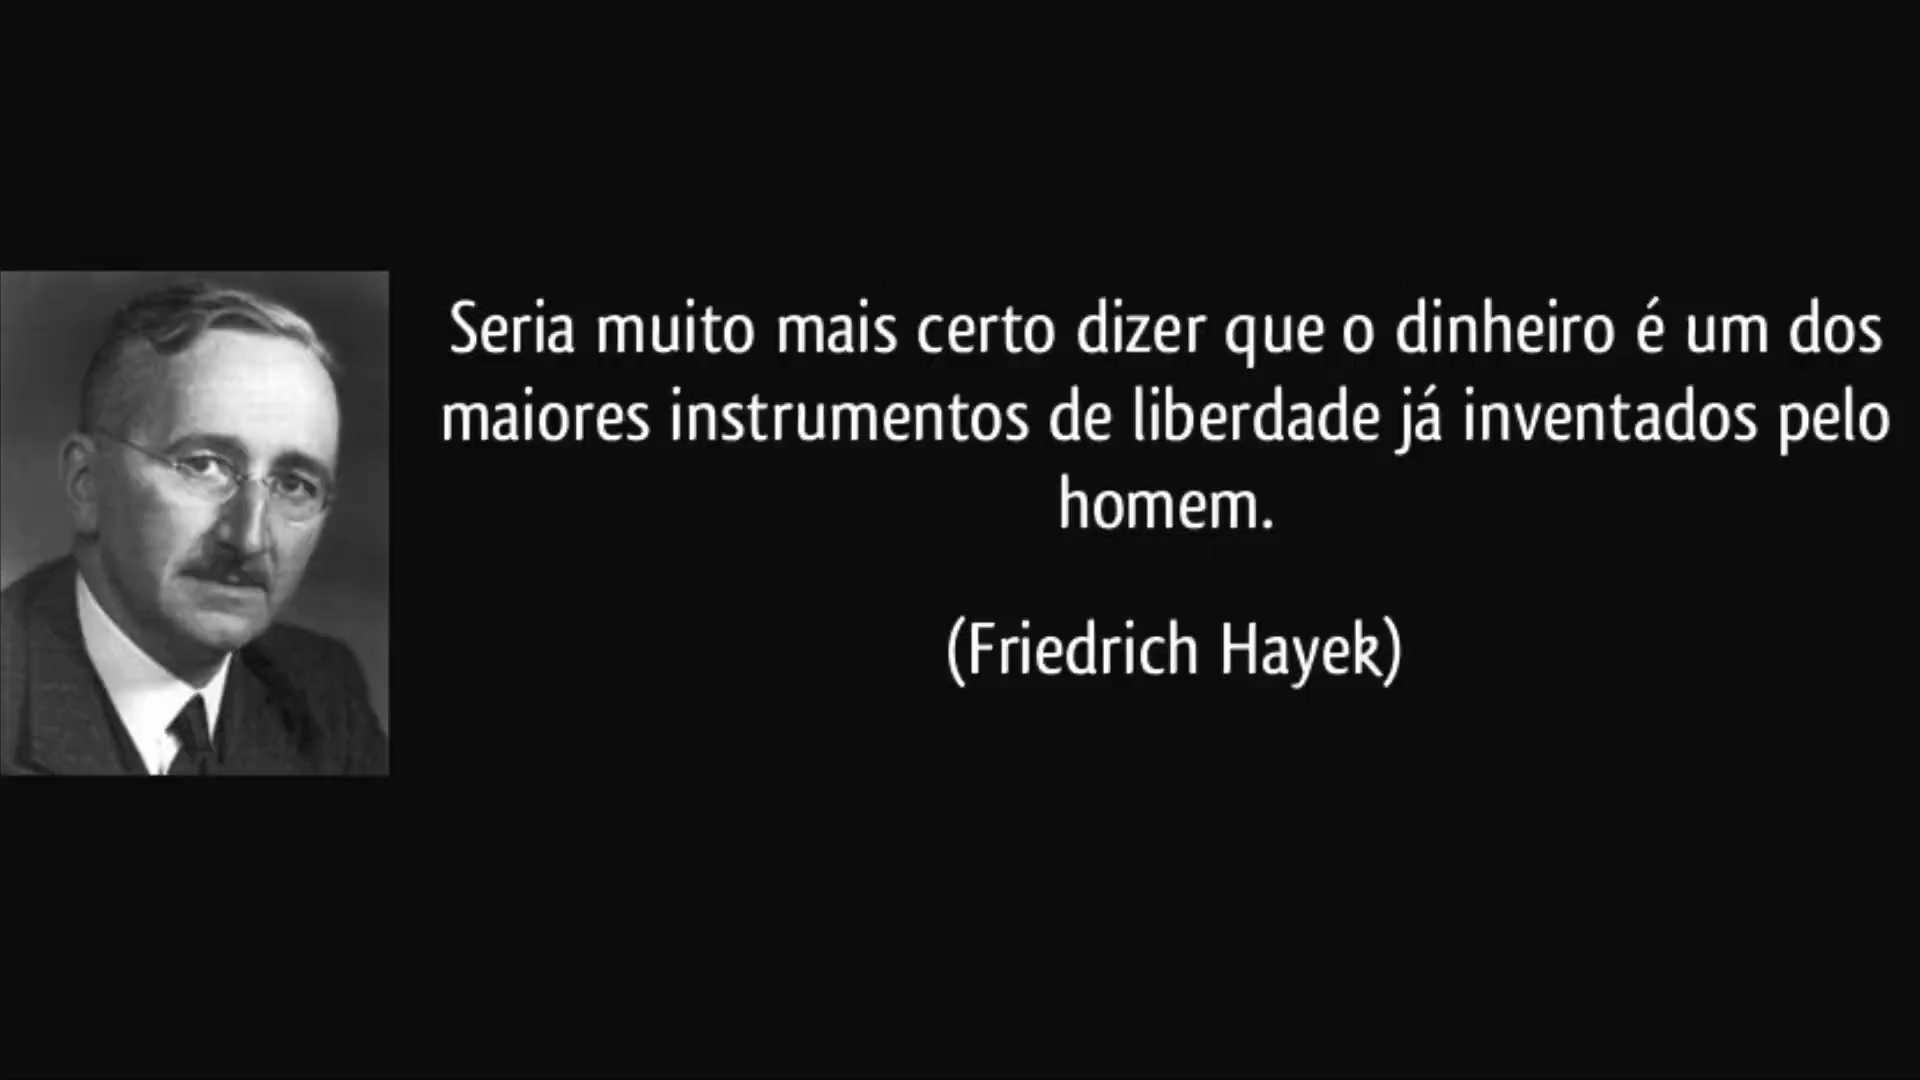 Seria muito mais certo dizer que o dinheiro é um dos
maiores instrumentos de liberdade já inventados pelo
homem.
(Friedrich Hayek)